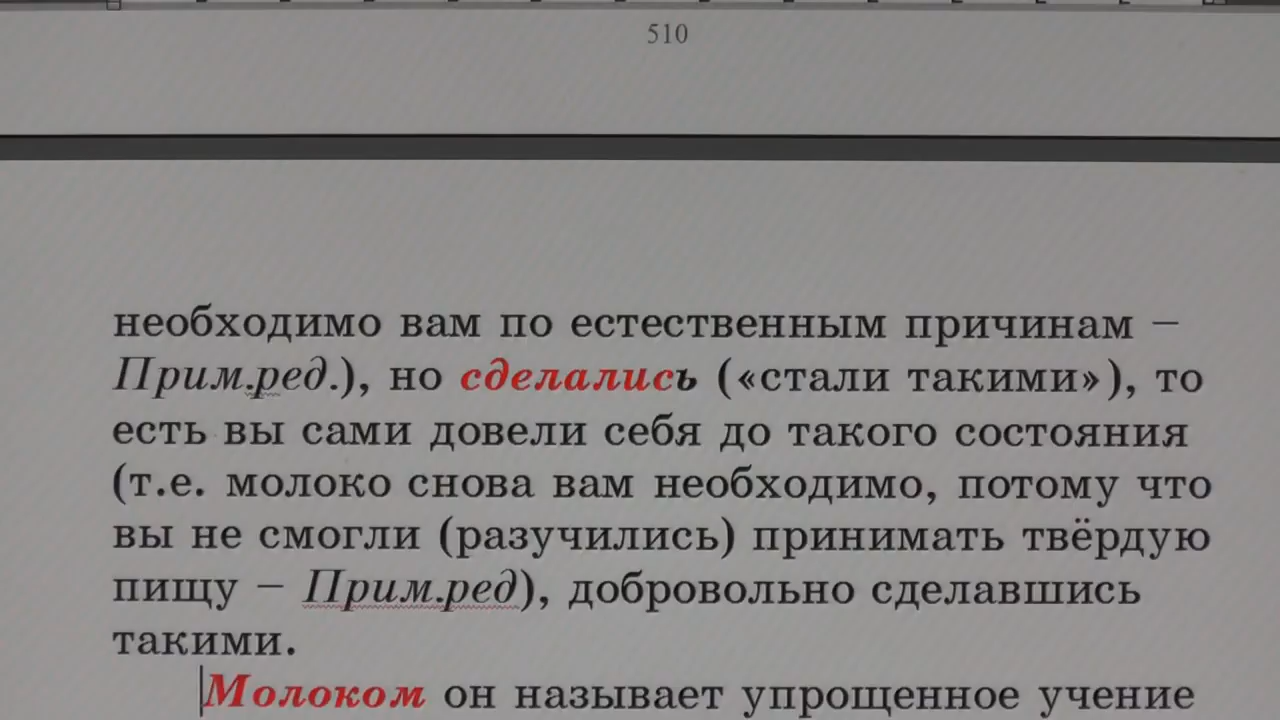 510
необходимо вам по естественным причинам –
Прим.ред.), но сделались («стали такими»), то
есть вы сами довели себя до такого состояния
(т.е. молоко снова вам необходимо, потому что
вы не смогли (разучились) принимать твёрдую
пищу – Прим.ред), добровольно сделавшись
такими.
Молоком он называет упрощенное учение